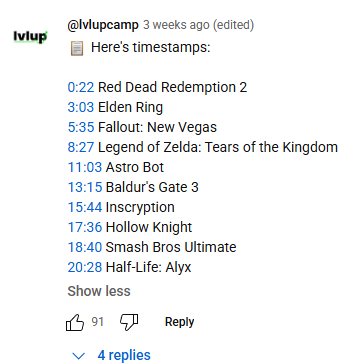 @lvlupcamp 3 weeks ago (edited)
lvlup
Here's timestamps:
0:22 Red Dead Redemption 2
3:03 Elden Ring
5:35 Fallout: New Vegas
8:27 Legend of Zelda: Tears of the Kingdom
11:03 Astro Bot
13:15 Baldur's Gate 3
15:44 Inscryption
17:36 Hollow Knight
18:40 Smash Bros Ultimate
20:28 Half-Life: Alyx
Show less
91 Reply
4 replies